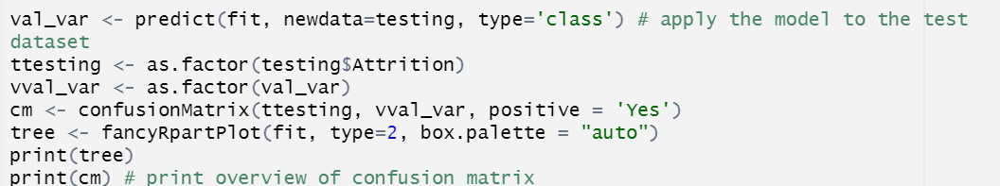 val_var <- predict(fit, newdata=testing, type='class') # apply the model to the test
dataset
ttesting <- as.factor(testing$Attrition)
vval_var <- as.factor(val_var)
cm <- confusionMatrix(ttesting, vval_var, positive = 'Yes')
tree <- fancyRpartPlot(fit, type=2, box.palette = "auto")
print(tree)
print(cm) # print overview of confusion matrix